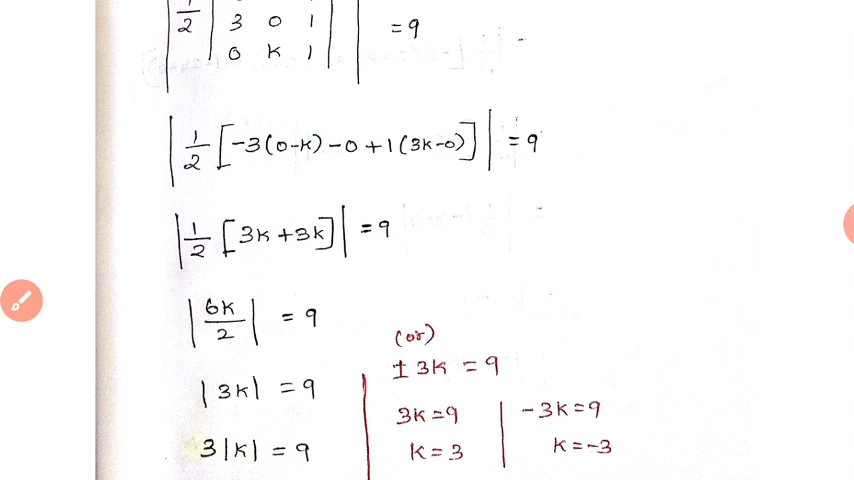 | 1/2 | 3 0 1 | | = 9
| 0 K 1 |
| 1/2 [-3(0-K) -0 +1(3K-0)] | = 9
| 1/2 [3K +3K] | = 9
| 6K/2 | = 9
|3K| = 9
3|K| = 9
(or)
± 3K = 9
3K = 9 | -3K = 9
K = 3 | K = -3